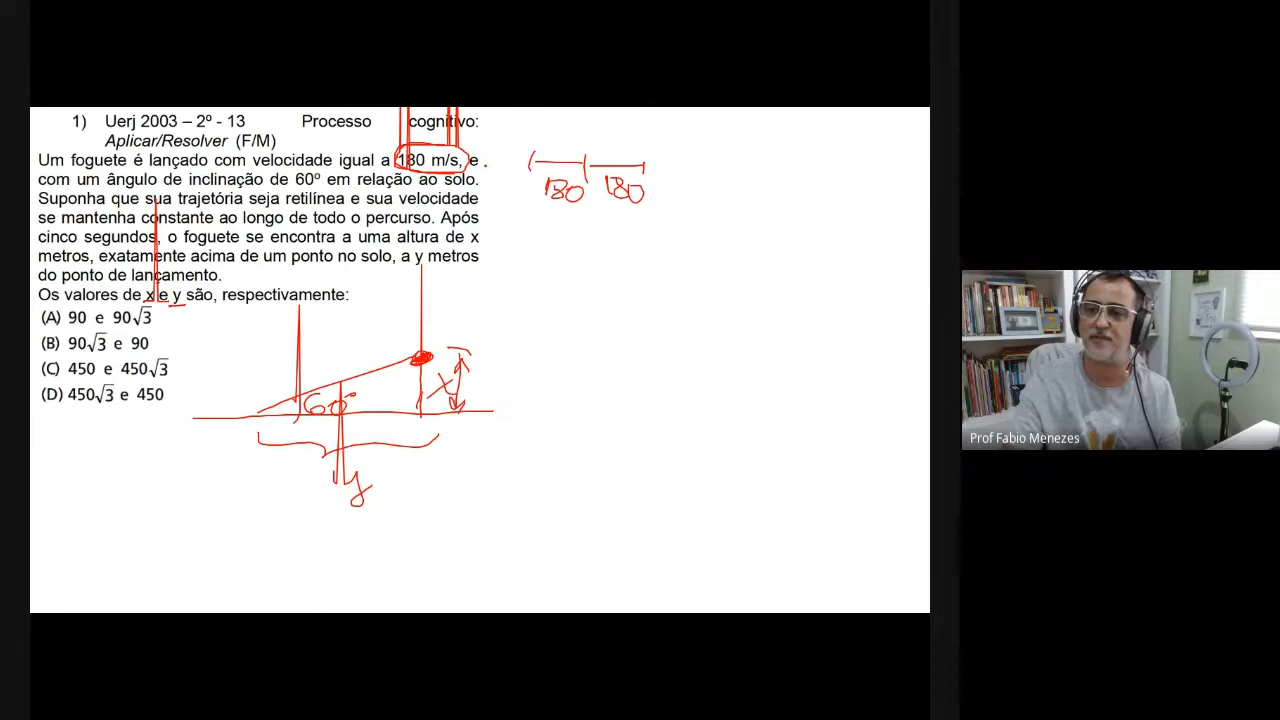 1) Uerj 2003 – 2º - 13 Processo cognitivo:
Aplicar/Resolver (F/M)
Um foguete é lançado com velocidade igual a 180 m/s, e
com um ângulo de inclinação de 60º em relação ao solo.
Suponha que sua trajetória seja retilínea e sua velocidade
se mantenha constante ao longo de todo o percurso. Após
cinco segundos, o foguete se encontra a uma altura de x
metros, exatamente acima de um ponto no solo, a y metros
do ponto de lançamento.
Os valores de x e y são, respectivamente:
(A) 90 e 90√3
(B) 90√3 e 90
(C) 450 e 450√3
(D) 450√3 e 450
180 180
60° x
y
Prof Fabio Menezes